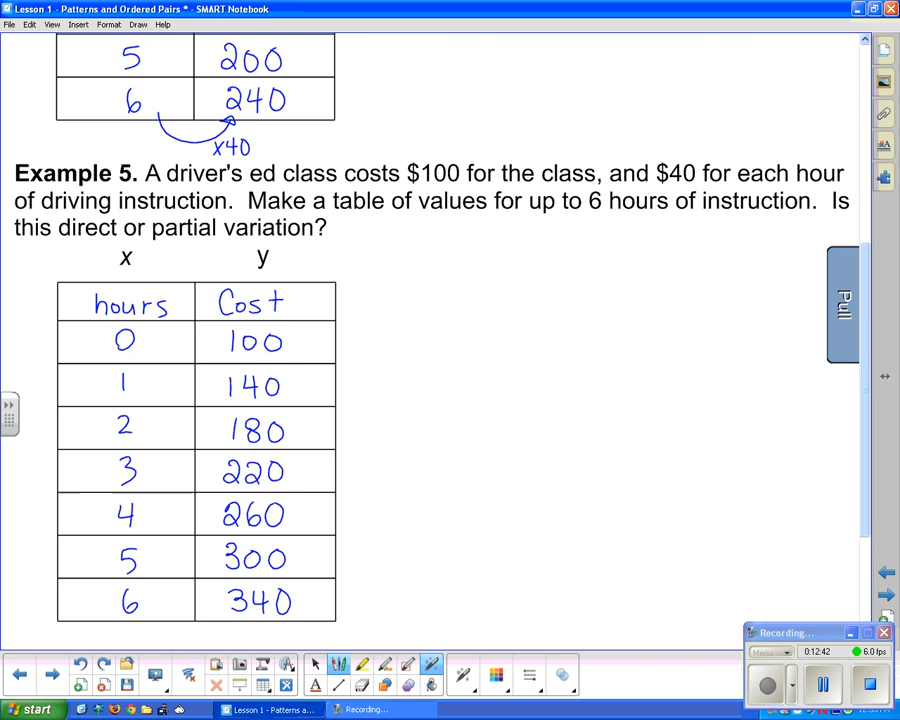 Lesson 1 - Patterns and Ordered Pairs * - SMART Notebook
File Edit View Insert Format Draw Help
5 200
6 240
x40
Example 5. A driver's ed class costs $100 for the class, and $40 for each hour
of driving instruction. Make a table of values for up to 6 hours of instruction. Is
this direct or partial variation?
x y
hours Cost
0 100
1 140
2 180
3 220
4 260
5 300
6 340
Pull
Recording...
Menu
0:12:42 6.0 fps
start
Lesson 1 - Patterns a...
Recording...